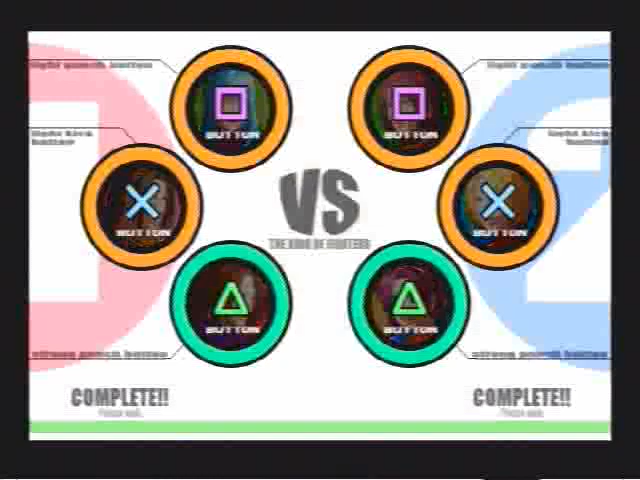 light punch button
light punch button
BUTTON
BUTTON
light kick
button
light kick
button
BUTTON
BUTTON
VS
THE KING OF FIGHTERS
BUTTON
BUTTON
strong punch button
strong punch button
COMPLETE!!
COMPLETE!!